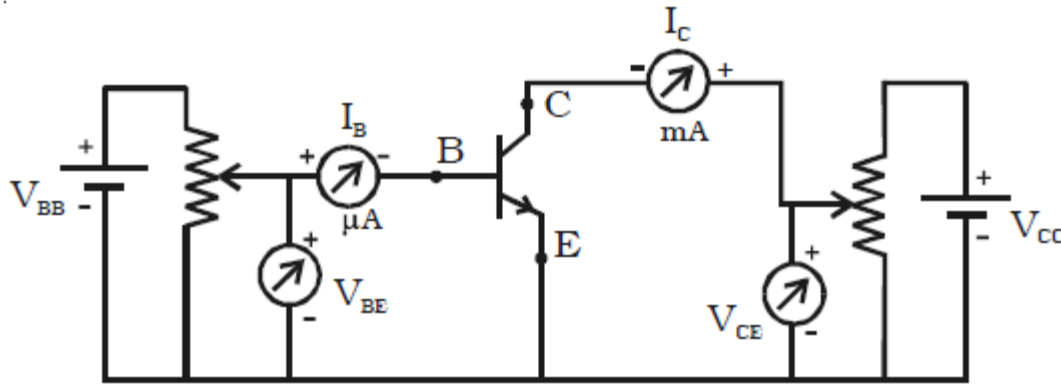 I_C
- +
C
mA
I_B
+ -
B
μA
+
V_BB
-
+
V_BE
-
E
+
V_CE
-
+
V_CC
-